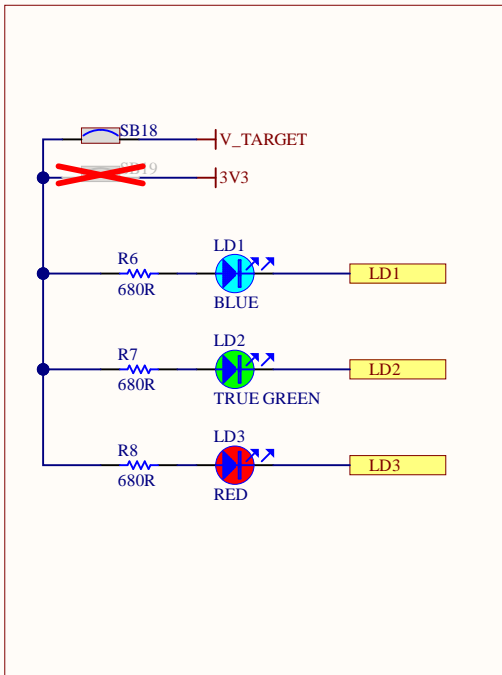 SB18
V_TARGET
SB19
3V3
R6
680R
LD1
BLUE
LD1
R7
680R
LD2
TRUE GREEN
LD2
R8
680R
LD3
RED
LD3